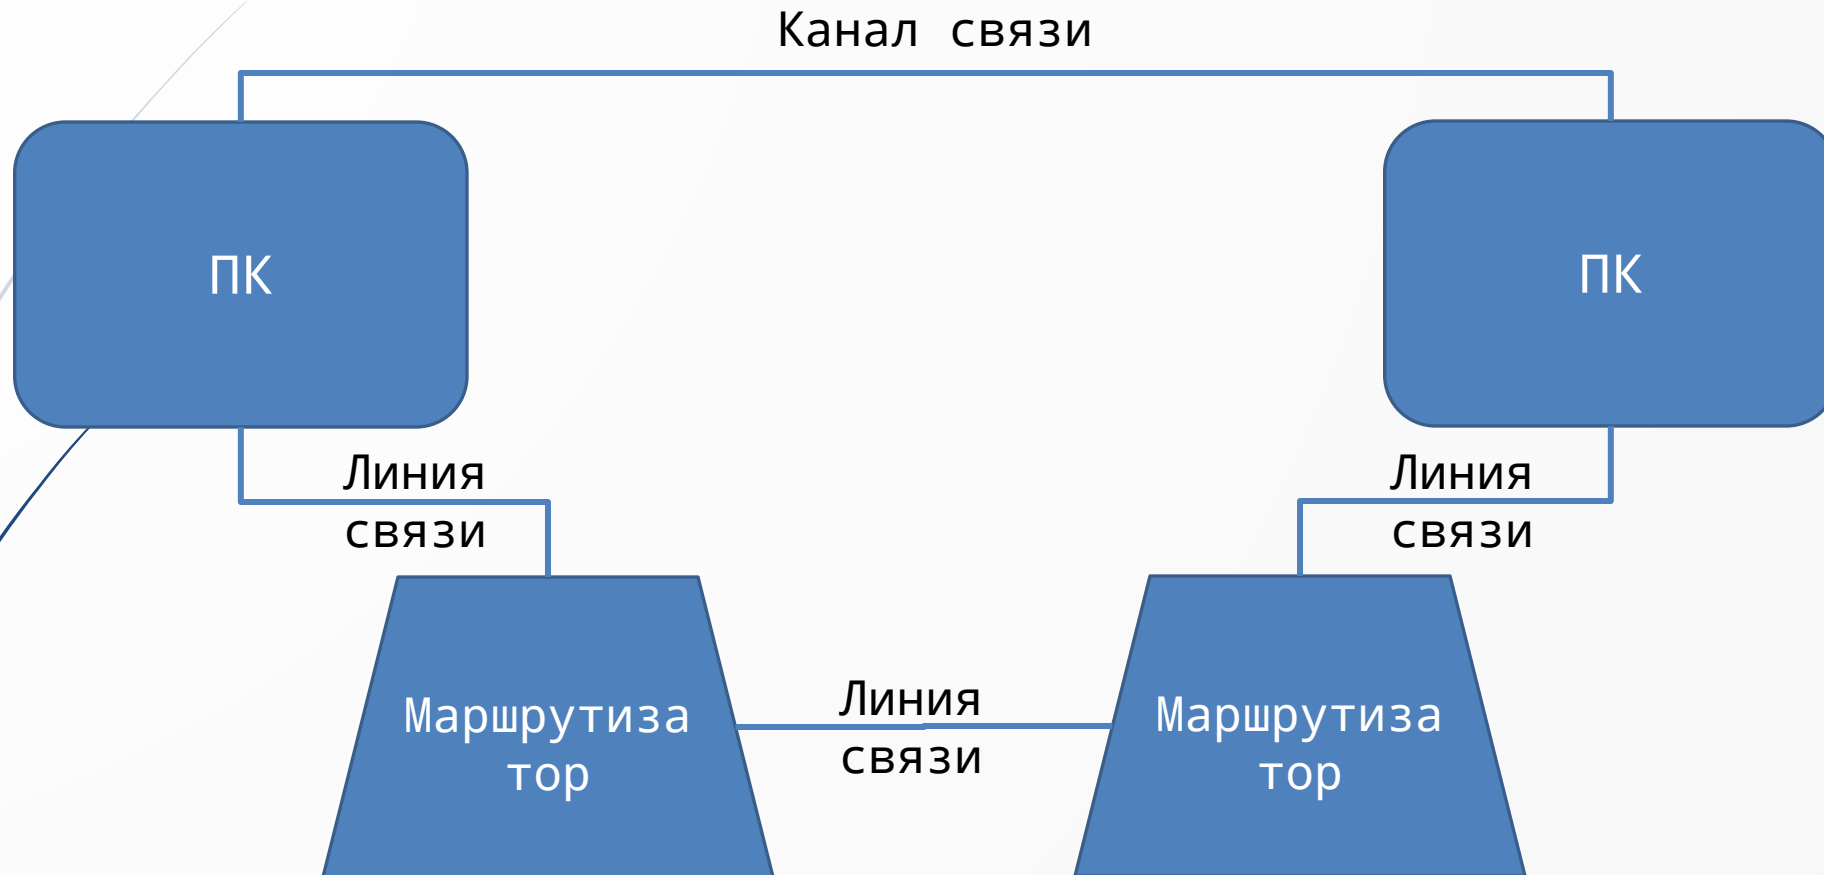 Канал связи
ПК
ПК
Линия
связи
Линия
связи
Маршрутиза
тор
Линия
связи
Маршрутиза
тор